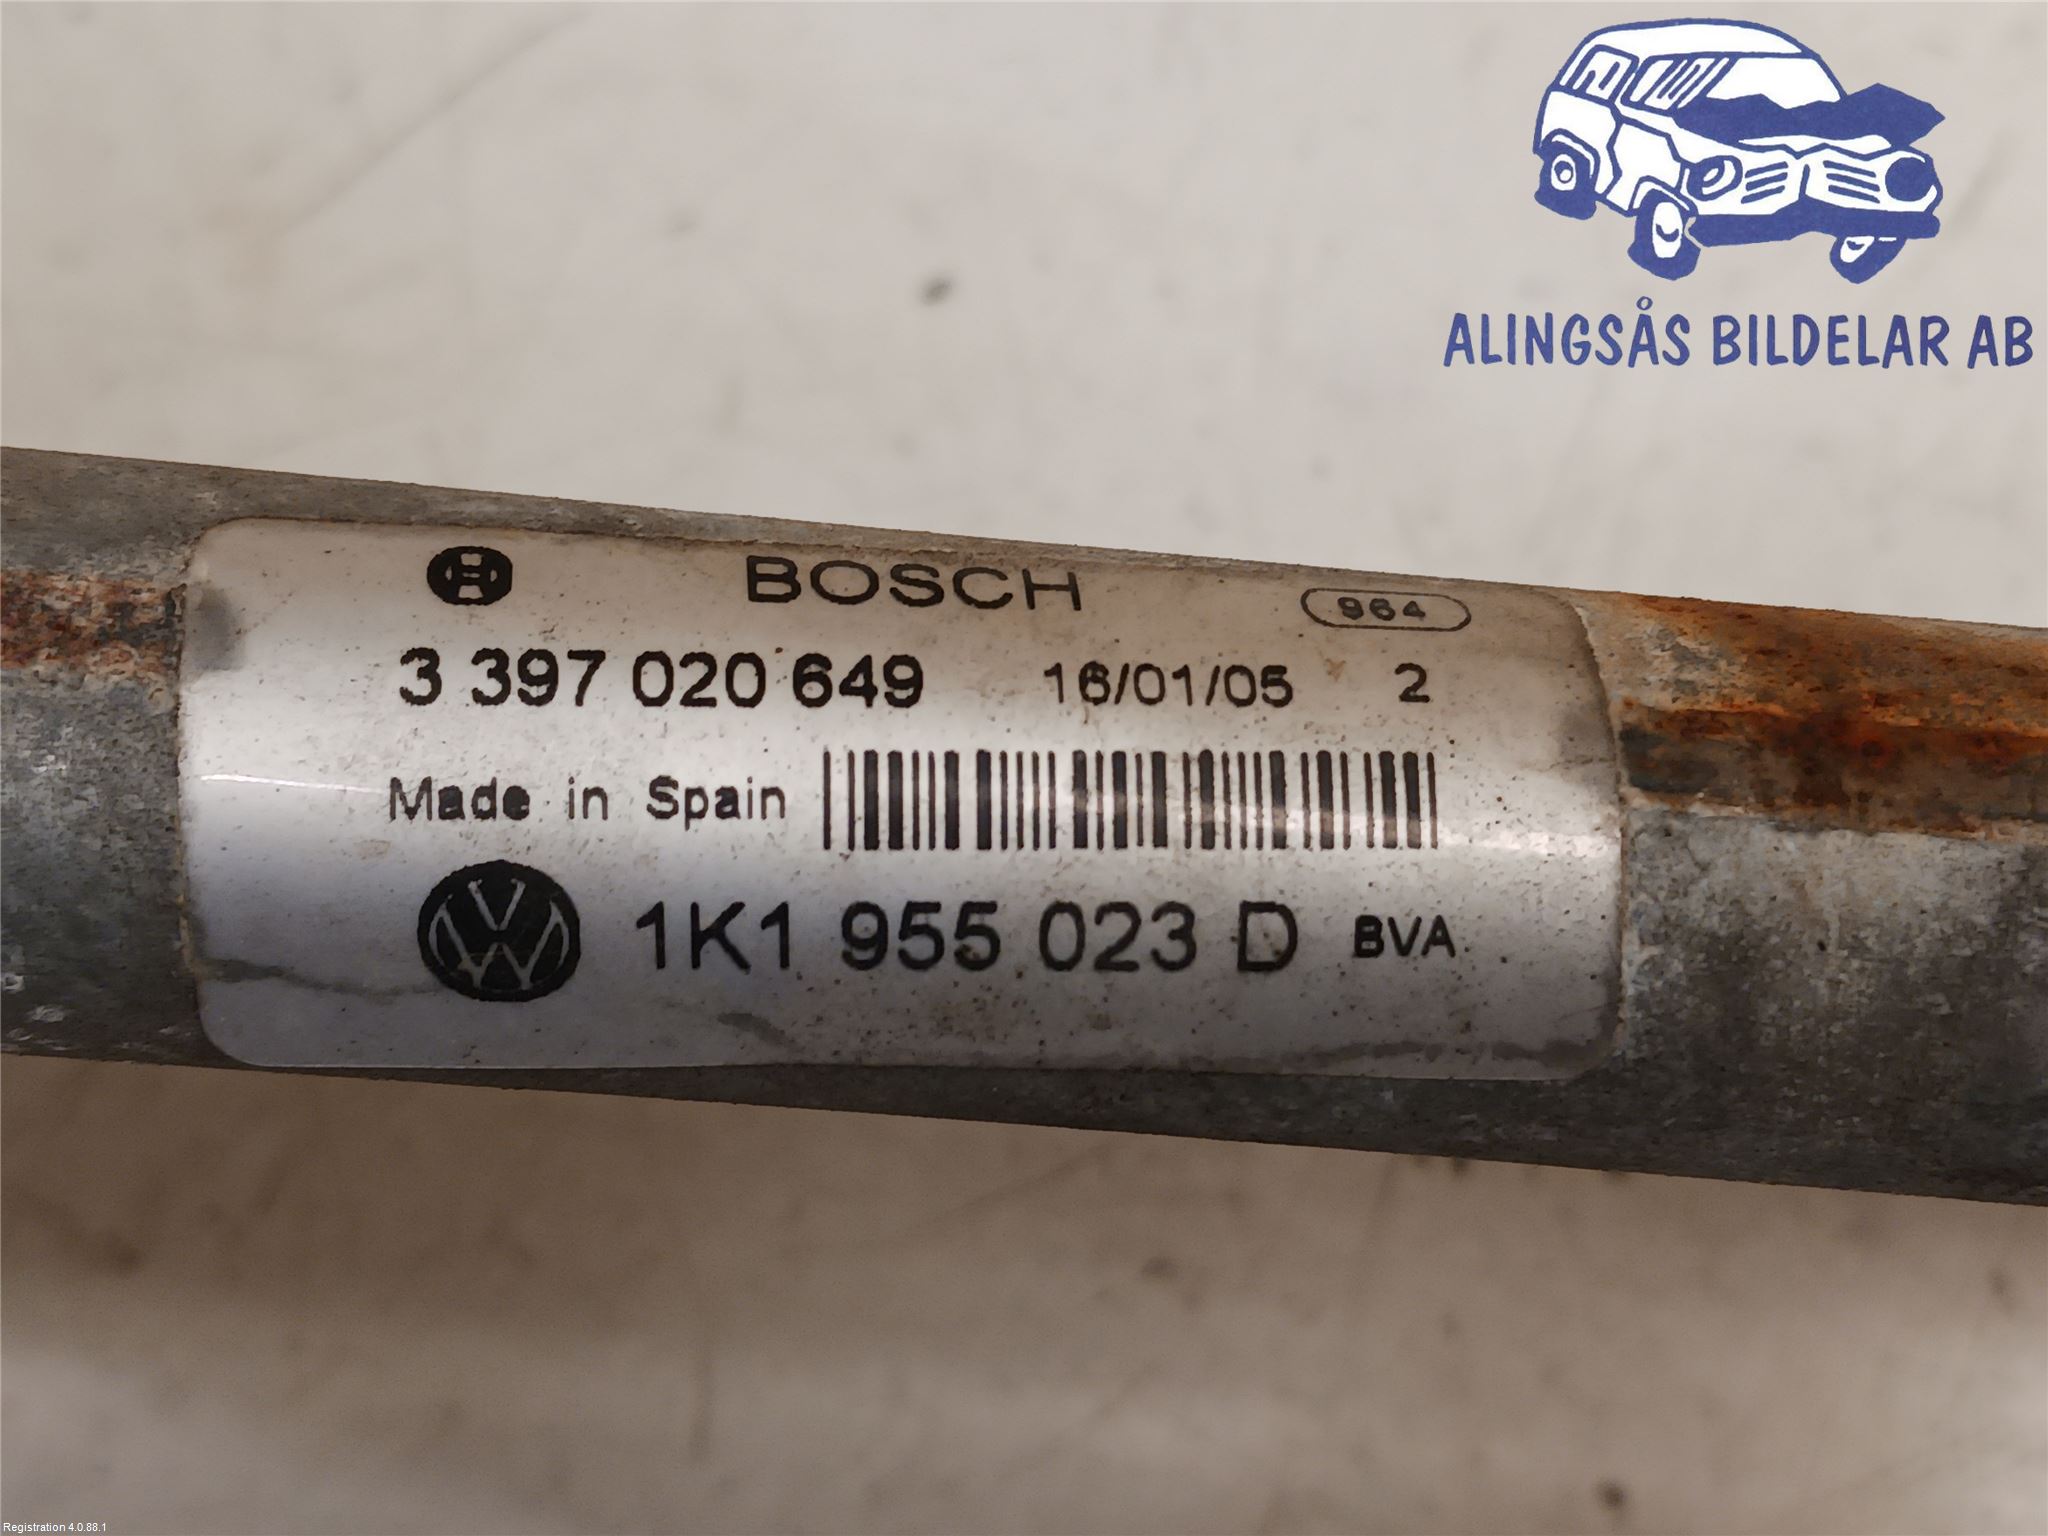 ALINGSÅS BILDELAR AB
BOSCH 964
3 397 020 649 16/01/05 2
Made in Spain
1K1 955 023 D BVA
Registration 4.0.88.1